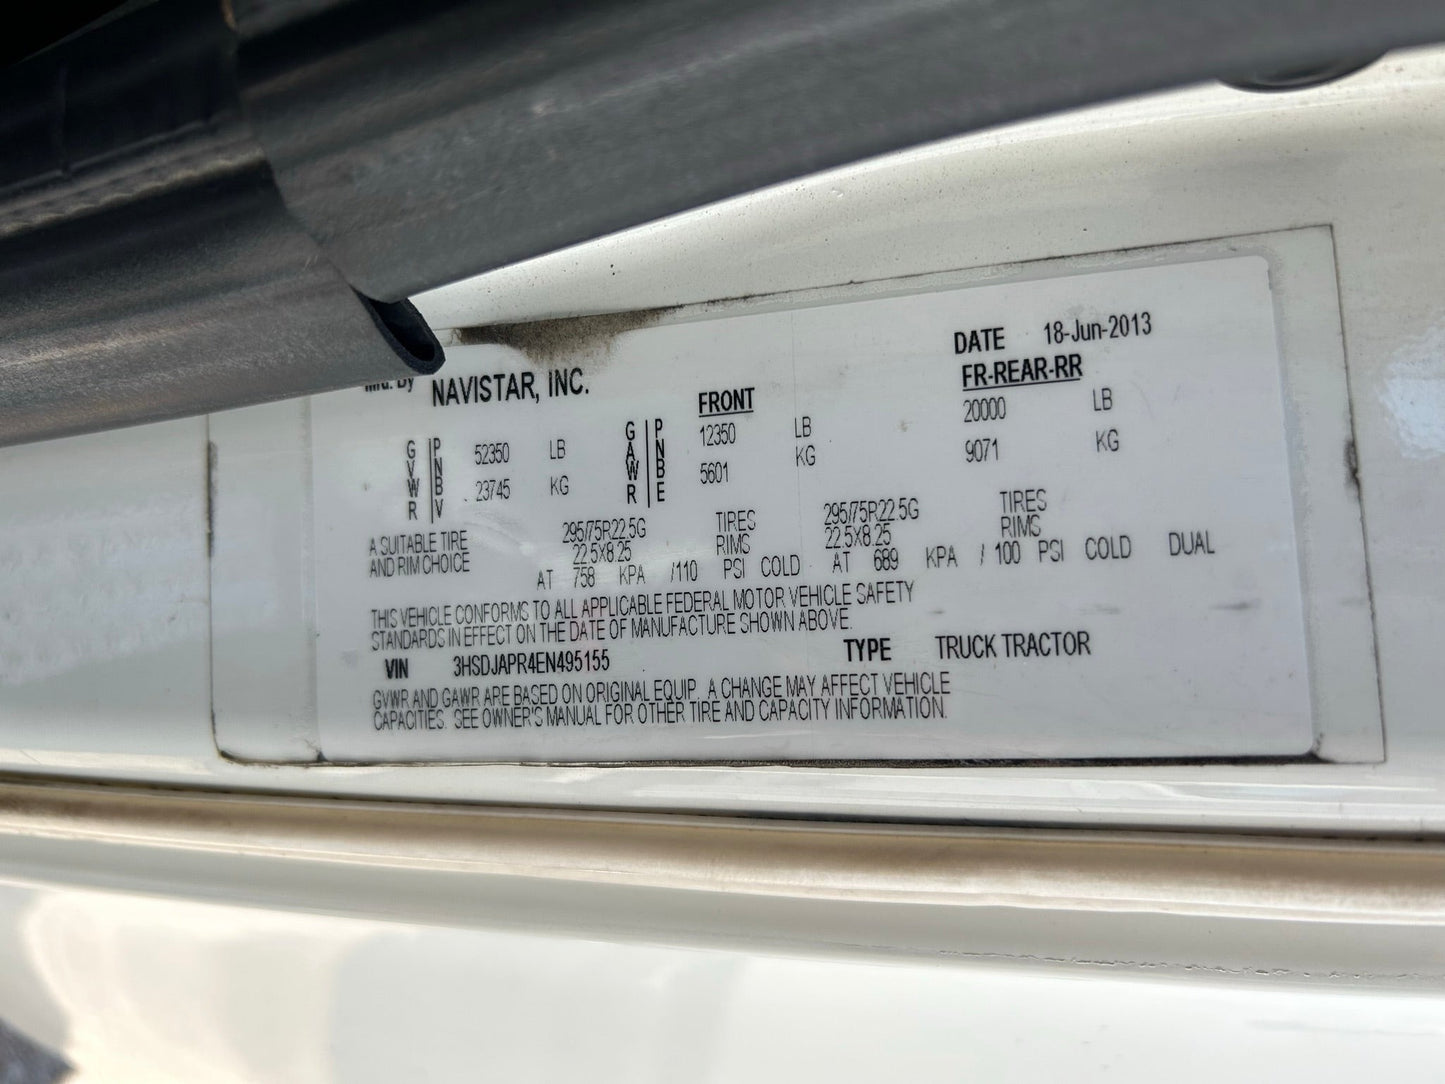 Mfd. By NAVISTAR, INC. DATE 18-Jun-2013
FRONT FR-REAR-RR
GVWR PNBV 52350 LB GAWR PNBE 12350 LB 20000 LB
23745 KG 5601 KG 9071 KG
A SUITABLE TIRE 295/75R22.5G TIRES 295/75R22.5G TIRES
AND RIM CHOICE 22.5X8.25 RIMS 22.5X8.25 RIMS
AT 758 KPA /110 PSI COLD AT 689 KPA / 100 PSI COLD DUAL
THIS VEHICLE CONFORMS TO ALL APPLICABLE FEDERAL MOTOR VEHICLE SAFETY
STANDARDS IN EFFECT ON THE DATE OF MANUFACTURE SHOWN ABOVE.
VIN 3HSDJAPR4EN495155 TYPE TRUCK TRACTOR
GVWR AND GAWR ARE BASED ON ORIGINAL EQUIP. A CHANGE MAY AFFECT VEHICLE
CAPACITIES. SEE OWNER'S MANUAL FOR OTHER TIRE AND CAPACITY INFORMATION.